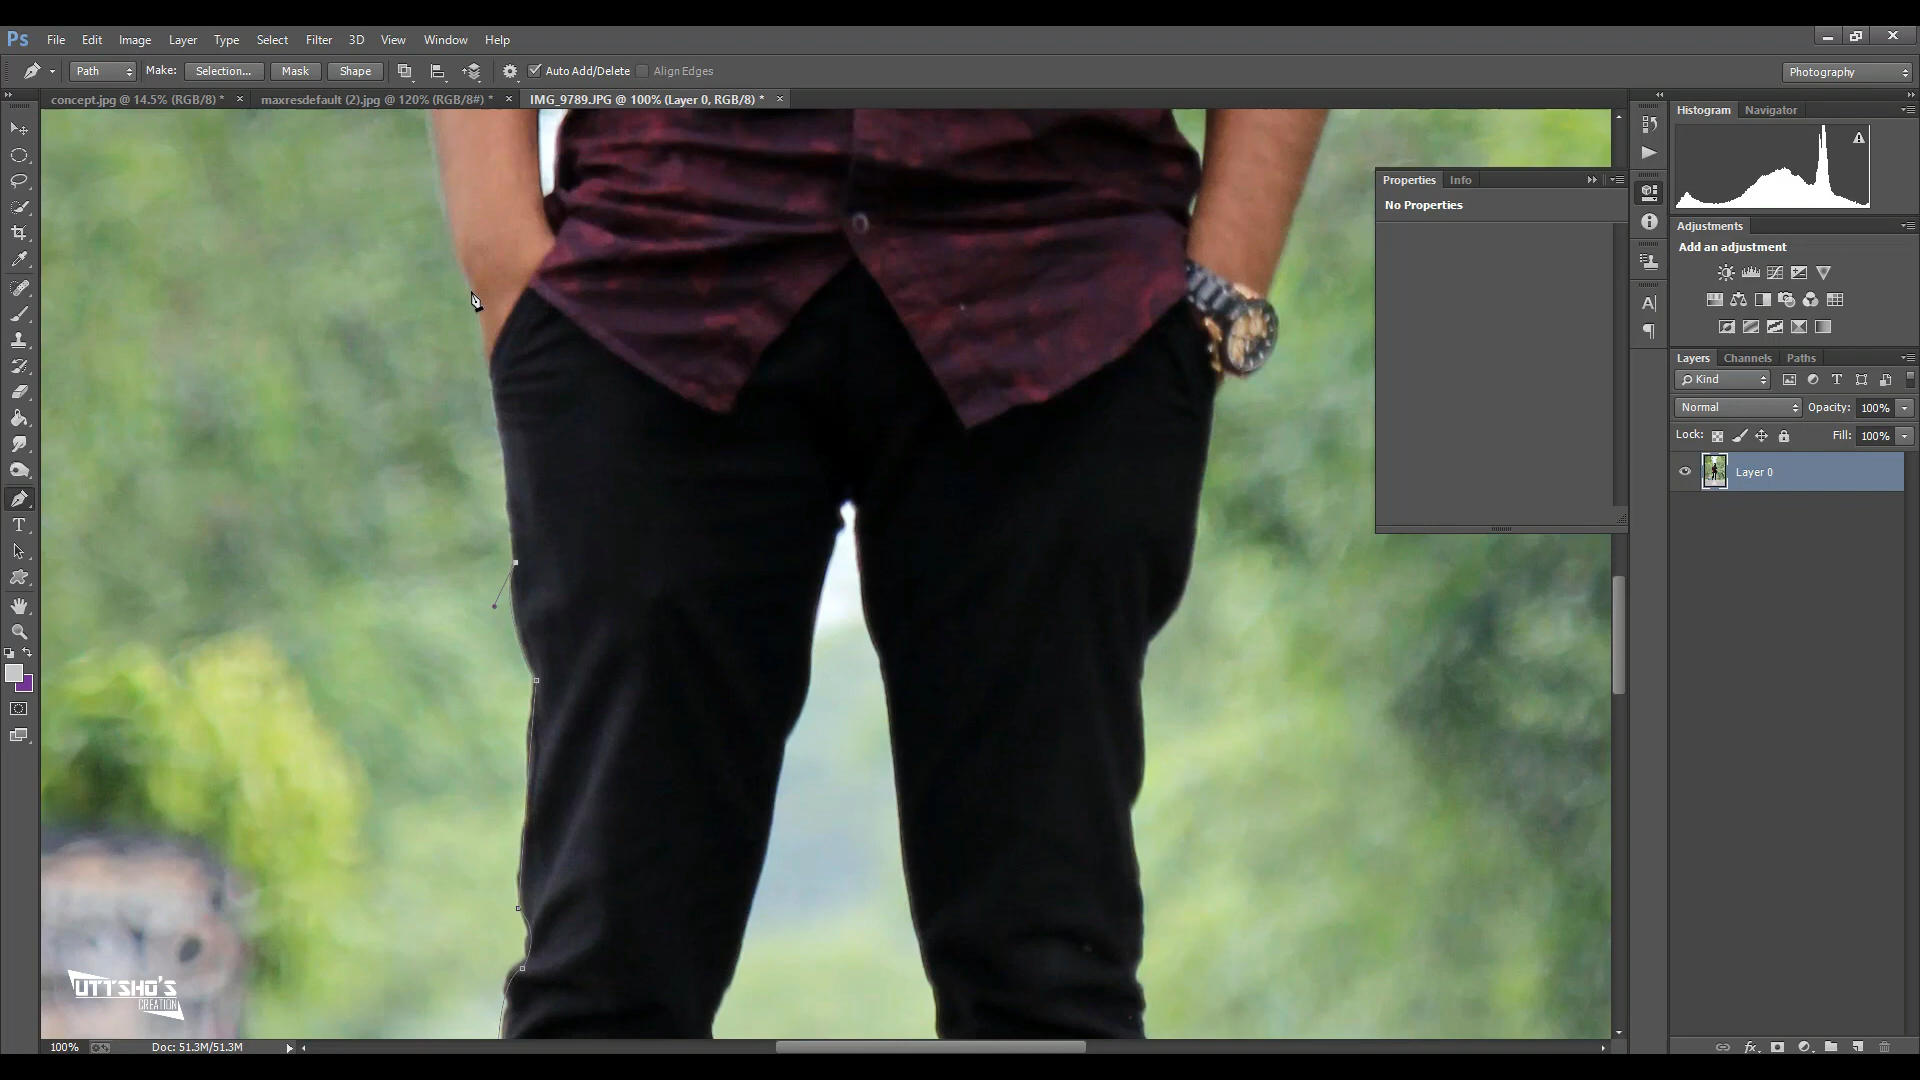 Ps File Edit Image Layer Type Select Filter 3D View Window Help
Path Make: Selection... Mask Shape Auto Add/Delete Align Edges Photography
concept.jpg @ 14.5% (RGB/8) * × maxresdefault (2).jpg @ 120% (RGB/8#) * × IMG_9789.JPG @ 100% (Layer 0, RGB/8) * ×
Histogram Navigator
Properties Info
No Properties
Adjustments
Add an adjustment
Layers Channels Paths
Kind
Normal Opacity: 100%
Lock: Fill: 100%
Layer 0
UTTSHO'S
CREATION
100% Doc: 51.3M/51.3M